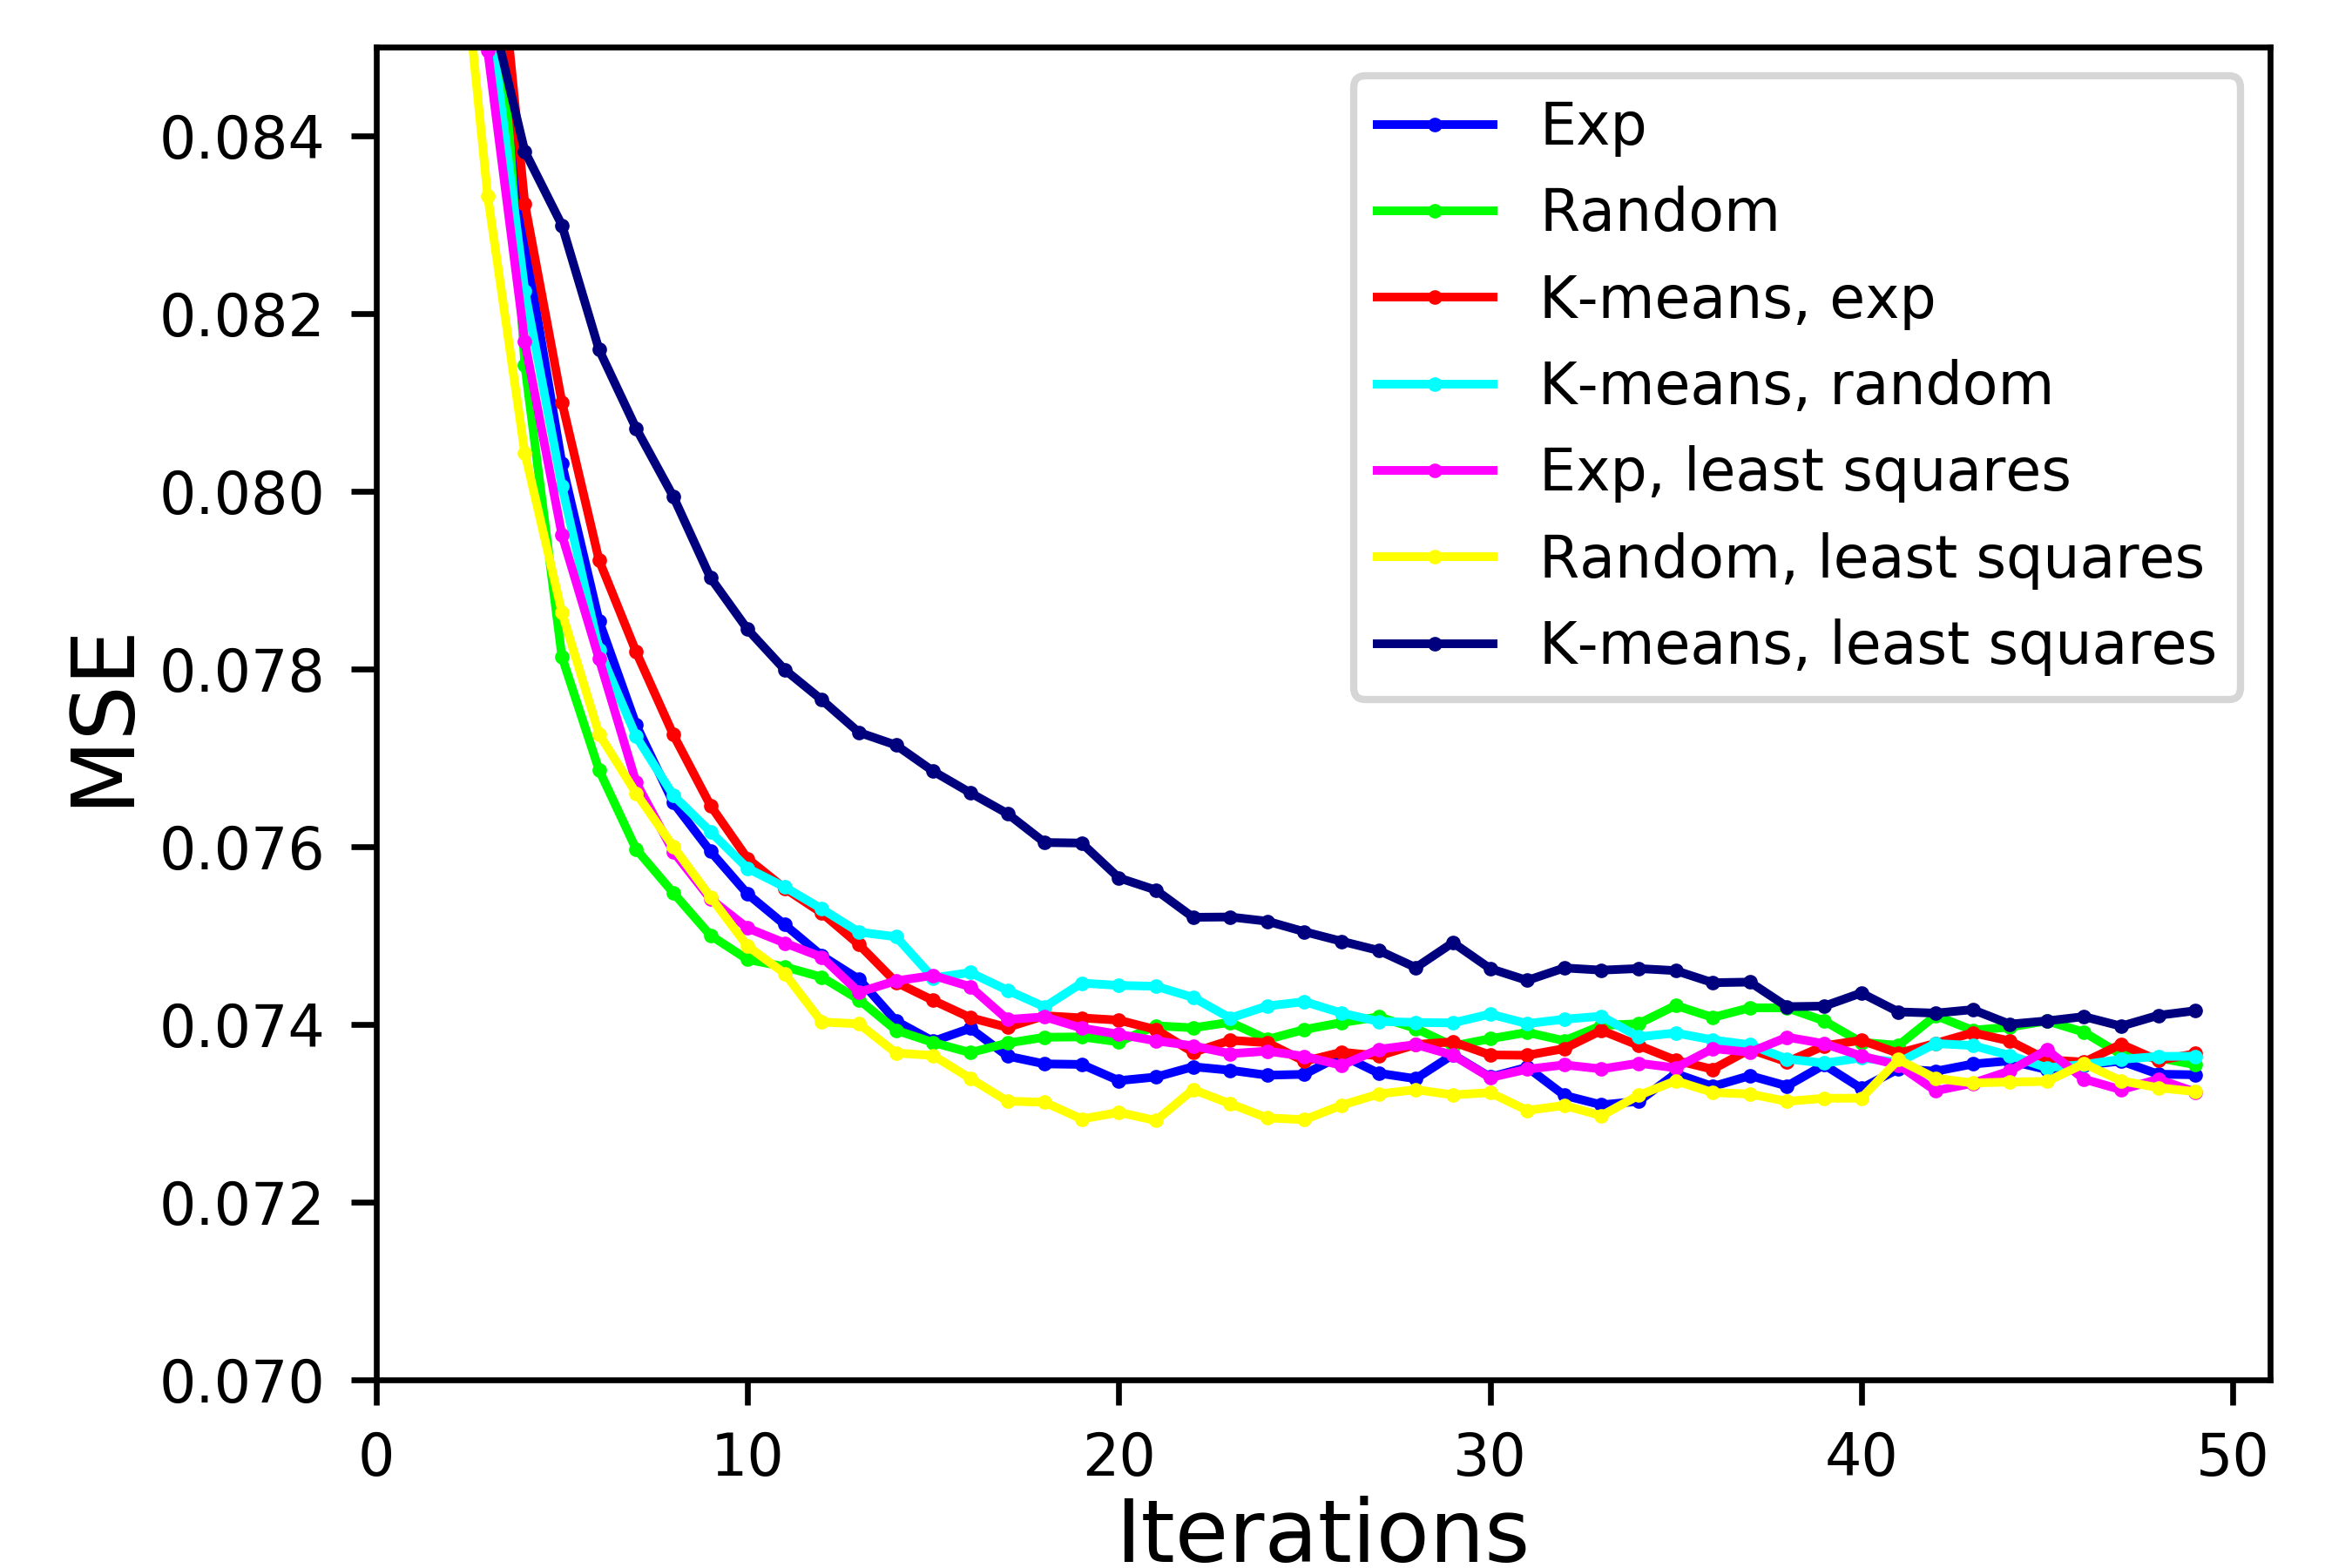 0.084
0.082
0.080
0.078
0.076
0.074
0.072
0.070
MSE
0 10 20 30 40 50
Iterations
Exp
Random
K-means, exp
K-means, random
Exp, least squares
Random, least squares
K-means, least squares